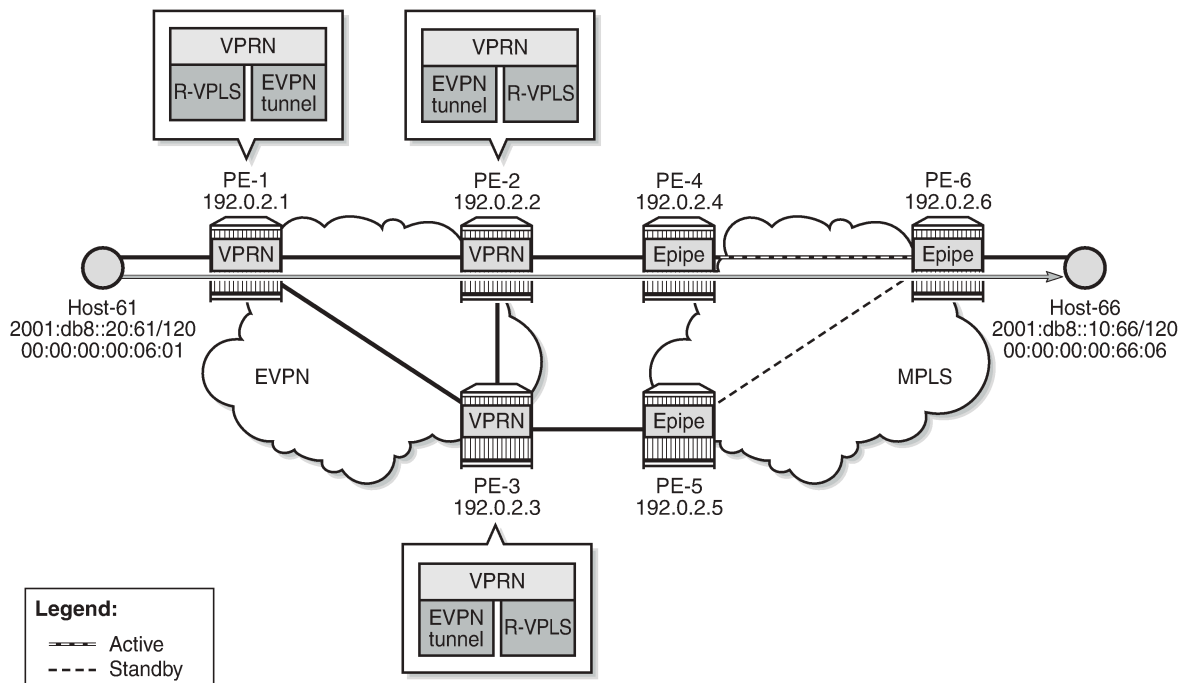 VPRN
R-VPLS
EVPN
tunnel
VPRN
EVPN
tunnel
R-VPLS
PE-1
192.0.2.1
PE-2
192.0.2.2
PE-4
192.0.2.4
PE-6
192.0.2.6
VPRN
VPRN
Epipe
Epipe
Host-61
2001:db8::20:61/120
00:00:00:00:06:01
Host-66
2001:db8::10:66/120
00:00:00:00:66:06
EVPN
MPLS
VPRN
Epipe
PE-3
192.0.2.3
PE-5
192.0.2.5
VPRN
EVPN
tunnel
R-VPLS
Legend:
Active
Standby